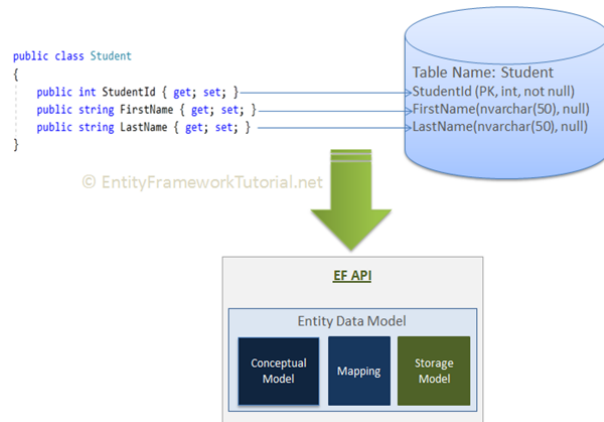 public class Student
{
public int StudentId { get; set; }
public string FirstName { get; set; }
public string LastName { get; set; }
}
Table Name: Student
StudentId (PK, int, not null)
FirstName(nvarchar(50), null)
LastName(nvarchar(50), null)
© EntityFrameworkTutorial.net
EF API
Entity Data Model
Conceptual
Model
Mapping
Storage
Model